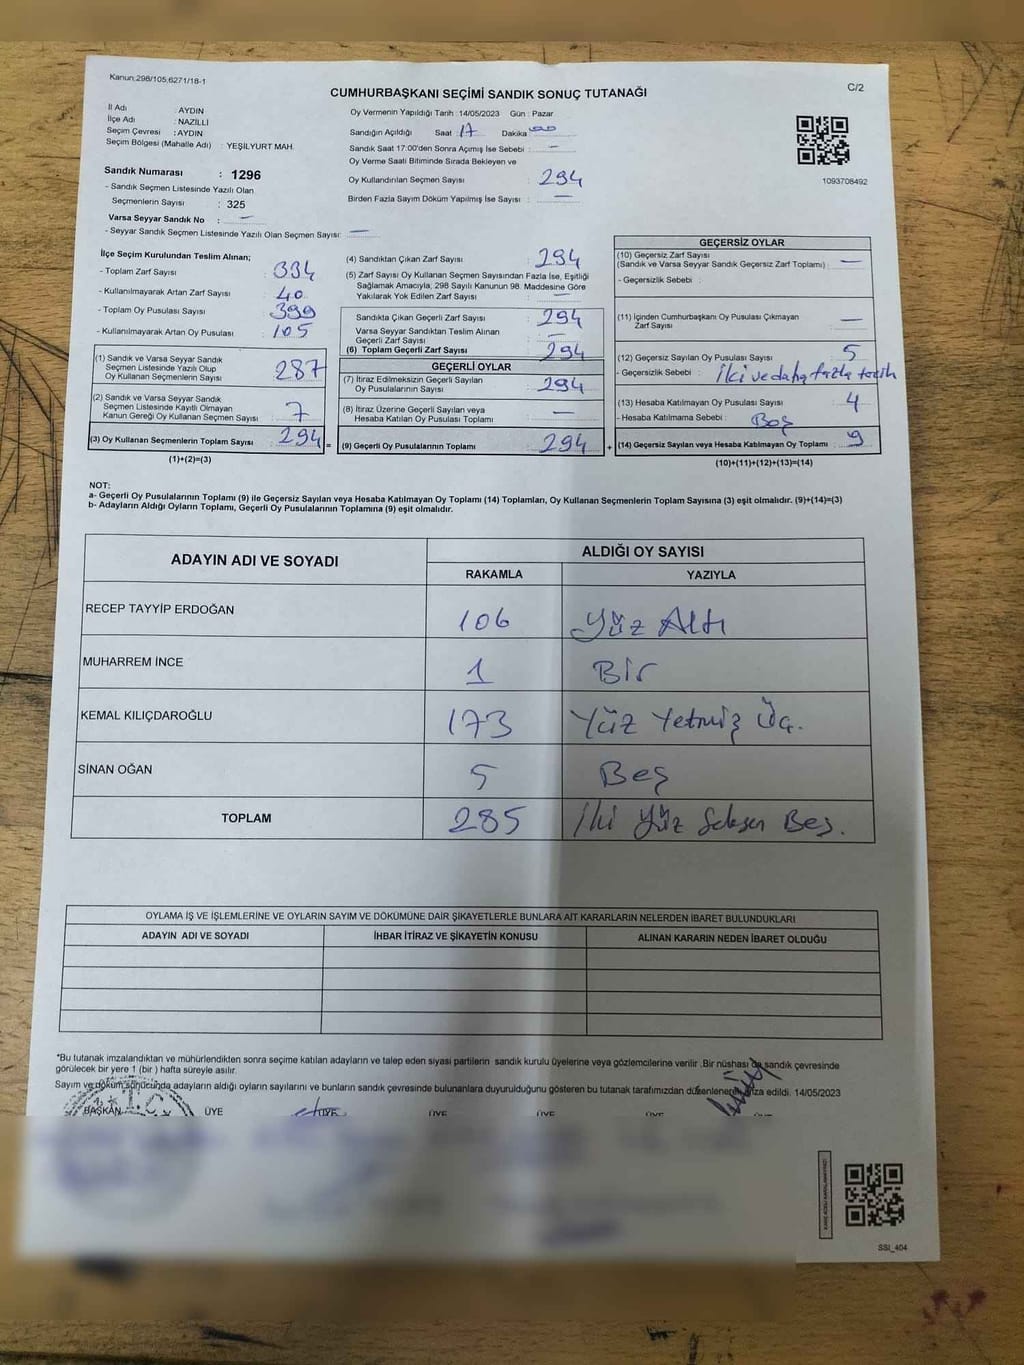 Kanun:298/105,6271/18-1
C/2
CUMHURBAŞKANI SEÇİMİ SANDIK SONUÇ TUTANAĞI
İl Adı : AYDIN
İlçe Adı : NAZİLLİ
Seçim Çevresi : AYDIN
Seçim Bölgesi (Mahalle Adı) : YEŞİLYURT MAH.
Sandık Numarası : 1296
- Sandık Seçmen Listesinde Yazılı Olan
Seçmenlerin Sayısı : 325
Varsa Seyyar Sandık No : —
- Seyyar Sandık Seçmen Listesinde Yazılı Olan Seçmen Sayısı: —
Oy Vermenin Yapıldığı Tarih : 14/05/2023 Gün : Pazar
Sandığın Açıldığı Saat : 17 Dakika 00
Sandık Saat 17:00'den Sonra Açımış İse Sebebi : —
Oy Verme Saati Bitiminde Sırada Bekleyen ve
Oy Kullandırılan Seçmen Sayısı : 294
Birden Fazla Sayım Döküm Yapılmış İse Sayısı : —
1093708492
İlçe Seçim Kurulundan Teslim Alınan;
- Toplam Zarf Sayısı : 334
- Kullanılmayarak Artan Zarf Sayısı : 40
- Toplam Oy Pusulası Sayısı : 399
- Kullanılmayarak Artan Oy Pusulası : 105
(1) Sandık ve Varsa Seyyar Sandık
Seçmen Listesinde Yazılı Olup
Oy Kullanan Seçmenlerin Sayısı : 287
(2) Sandık ve Varsa Seyyar Sandık
Seçmen Listesinde Kayıtlı Olmayan
Kanun Gereği Oy Kullanan Seçmen Sayısı : 7
(3) Oy Kullanan Seçmenlerin Toplam Sayısı : 294 =
(1)+(2)=(3)
(4) Sandıktan Çıkan Zarf Sayısı : 294
(5) Zarf Sayısı Oy Kullanan Seçmen Sayısından Fazla İse, Eşitliği
Sağlamak Amacıyla, 298 Sayılı Kanunun 98. Maddesine Göre
Yakılarak Yok Edilen Zarf Sayısı : —
Sandıkta Çıkan Geçerli Zarf Sayısı : 294
Varsa Seyyar Sandıktan Teslim Alınan
Geçerli Zarf Sayısı : —
(6) Toplam Geçerli Zarf Sayısı : 294
GEÇERLİ OYLAR
(7) İtiraz Edilmeksizin Geçerli Sayılan
Oy Pusulalarının Sayısı : 294
(8) İtiraz Üzerine Geçerli Sayılan veya
Hesaba Katılan Oy Pusulası Toplamı : —
(9) Geçerli Oy Pusulalarının Toplamı : 294 +
GEÇERSİZ OYLAR
(10) Geçersiz Zarf Sayısı
(Sandık ve Varsa Seyyar Sandık Geçersiz Zarf Toplamı) : —
- Geçersizlik Sebebi :
(11) İçinden Cumhurbaşkanı Oy Pusulası Çıkmayan
Zarf Sayısı : —
(12) Geçersiz Sayılan Oy Pusulası Sayısı : 5
- Geçersizlik Sebebi : İki ve daha fazla tercih
(13) Hesaba Katılmayan Oy Pusulası Sayısı : 4
- Hesaba Katılmama Sebebi : Boş
(14) Geçersiz Sayılan veya Hesaba Katılmayan Oy Toplamı : 9
(10)+(11)+(12)+(13)=(14)
NOT:
a- Geçerli Oy Pusulalarının Toplamı (9) ile Geçersiz Sayılan veya Hesaba Katılmayan Oy Toplamı (14) Toplamları, Oy Kullanan Seçmenlerin Toplam Sayısına (3) eşit olmalıdır. (9)+(14)=(3)
b- Adayların Aldığı Oyların Toplamı, Geçerli Oy Pusulalarının Toplamına (9) eşit olmalıdır.
ADAYIN ADI VE SOYADI ALDIĞI OY SAYISI
RAKAMLA YAZIYLA
RECEP TAYYİP ERDOĞAN 106 Yüz Altı
MUHARREM İNCE 1 Bir
KEMAL KILIÇDAROĞLU 173 Yüz Yetmiş Üç.
SİNAN OĞAN 5 Beş
TOPLAM 285 İki Yüz Seksen Beş.
OYLAMA İŞ VE İŞLEMLERİNE VE OYLARIN SAYIM VE DÖKÜMÜNE DAİR ŞİKAYETLERLE BUNLARA AİT KARARLARIN NELERDEN İBARET BULUNDUKLARI
ADAYIN ADI VE SOYADI İHBAR İTİRAZ VE ŞİKAYETİN KONUSU ALINAN KARARIN NEDEN İBARET OLDUĞU
*Bu tutanak imzalandıktan ve mühürlendikten sonra seçime katılan adayların ve talep eden siyasi partilerin sandık kurulu üyelerine veya gözlemcilerine verilir .Bir nüshası da sandık çevresinde
görülecek bir yere 1 (bir ) hafta süreyle asılır.
Sayım ve döküm sonucunda adayların aldığı oyların sayılarını ve bunların sandık çevresinde bulunanlara duyurulduğunu gösteren bu tutanak tarafımızdan düzenlenerek imza edildi. 14/05/2023
T.C.
BAŞKAN ÜYE ÜYE ÜYE ÜYE ÜYE ÜYE
SSI_404